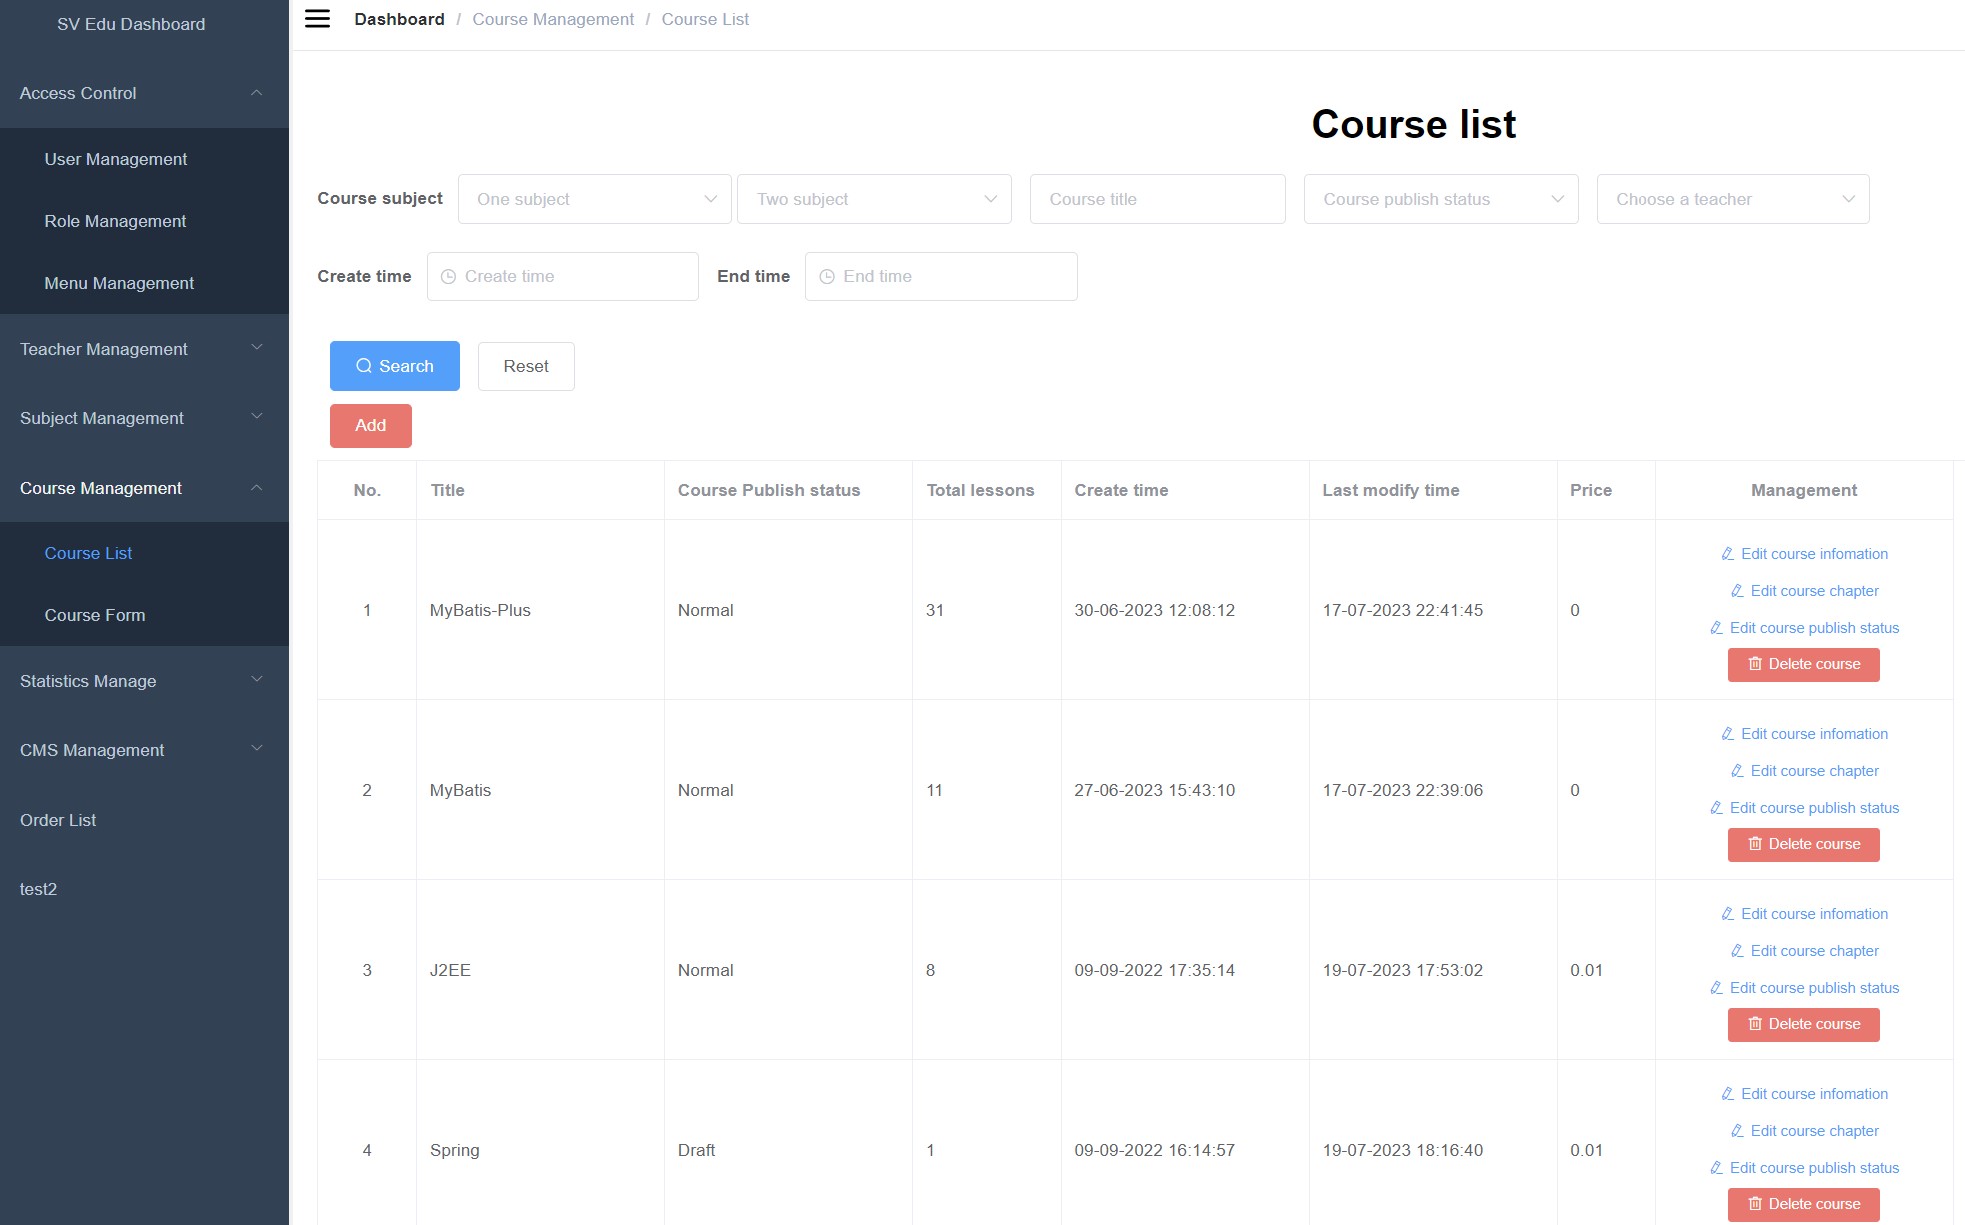 SV Edu Dashboard
Access Control
User Management
Role Management
Menu Management
Teacher Management
Subject Management
Course Management
Course List
Course Form
Statistics Manage
CMS Management
Order List
test2
Dashboard / Course Management / Course List
Course list
Course subject One subject Two subject Course title Course publish status Choose a teacher
Create time Create time End time End time
Search Reset
Add
No. Title Course Publish status Total lessons Create time Last modify time Price Management
1 MyBatis-Plus Normal 31 30-06-2023 12:08:12 17-07-2023 22:41:45 0
Edit course infomation
Edit course chapter
Edit course publish status
Delete course
2 MyBatis Normal 11 27-06-2023 15:43:10 17-07-2023 22:39:06 0
Edit course infomation
Edit course chapter
Edit course publish status
Delete course
3 J2EE Normal 8 09-09-2022 17:35:14 19-07-2023 17:53:02 0.01
Edit course infomation
Edit course chapter
Edit course publish status
Delete course
4 Spring Draft 1 09-09-2022 16:14:57 19-07-2023 18:16:40 0.01
Edit course infomation
Edit course chapter
Edit course publish status
Delete course